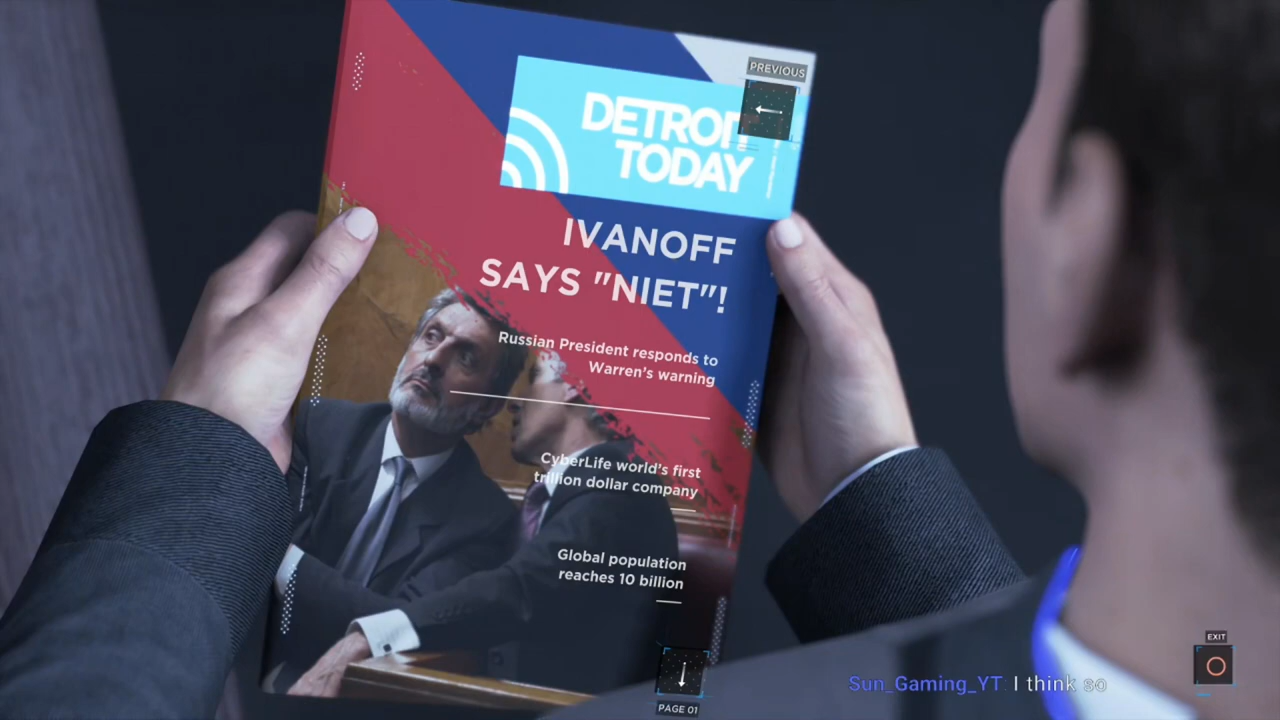 PREVIOUS
DETROIT
TODAY
IVANOFF
SAYS "NIET"!
Russian President responds to
Warren's warning
CyberLife world's first
trillion dollar company
Global population
reaches 10 billion
PAGE 01
EXIT
Sun_Gaming_YT: I think so